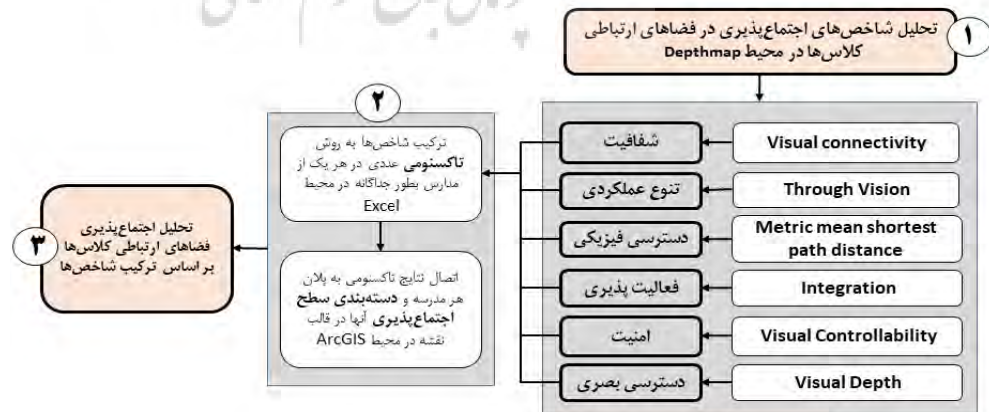 ۱
تحلیل شاخص‌های اجتماع‌پذیری در فضاهای ارتباطی
کلاس‌ها در محیط Depthmap
Visual connectivity
شفافیت
Through Vision
تنوع عملکردی
Metric mean shortest
path distance
دسترسی فیزیکی
Integration
فعالیت پذیری
Visual Controllability
امنیت
Visual Depth
دسترسی بصری
۲
ترکیب شاخص‌ها به روش
تاکسنومی عددی در هر یک از
مدارس بطور جداگانه در محیط
Excel
اتصال نتاج تاکسنومی به پلان
هر مدرسه و دسته‌بندی سطح
اجتماع‌پذیری آنها در قالب
نقشه در محیط ArcGIS
۳
تحلیل اجتماع‌پذیری
فضاهای ارتباطی کلاس‌ها
بر اساس ترکیب شاخص‌ها